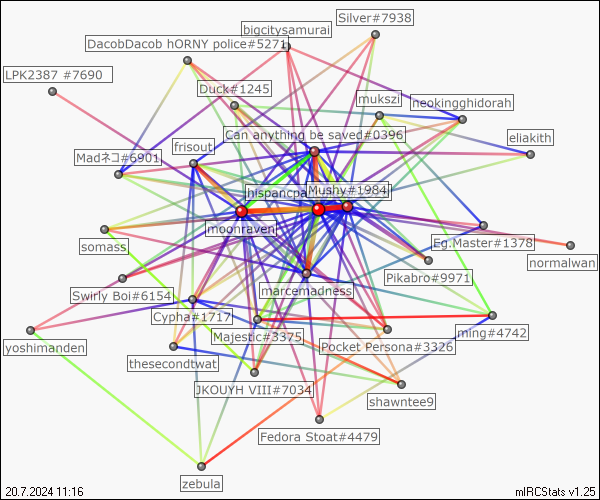 Silver#7938
bigcitysamurai
DacobDacob hORNY police#5271
LPK2387 #7690
Duck#1245
mukszi
neokingghidorah
Can anything be saved#0396
eliakith
frisout
Madネコ#6901
hispancpa
Mushy#1984
moonraven
somass
Eg.Master#1378
normalwan
Pikabro#9971
marcemadness
Swirly Boi#6154
Cypha#1717
Majestic#3375
ming#4742
Pocket Persona#3326
yoshimanden
thesecondtwat
JKOUYH VIII#7034
shawntee9
Fedora Stoat#4479
zebula
20.7.2024 11:16
mIRCStats v1.25